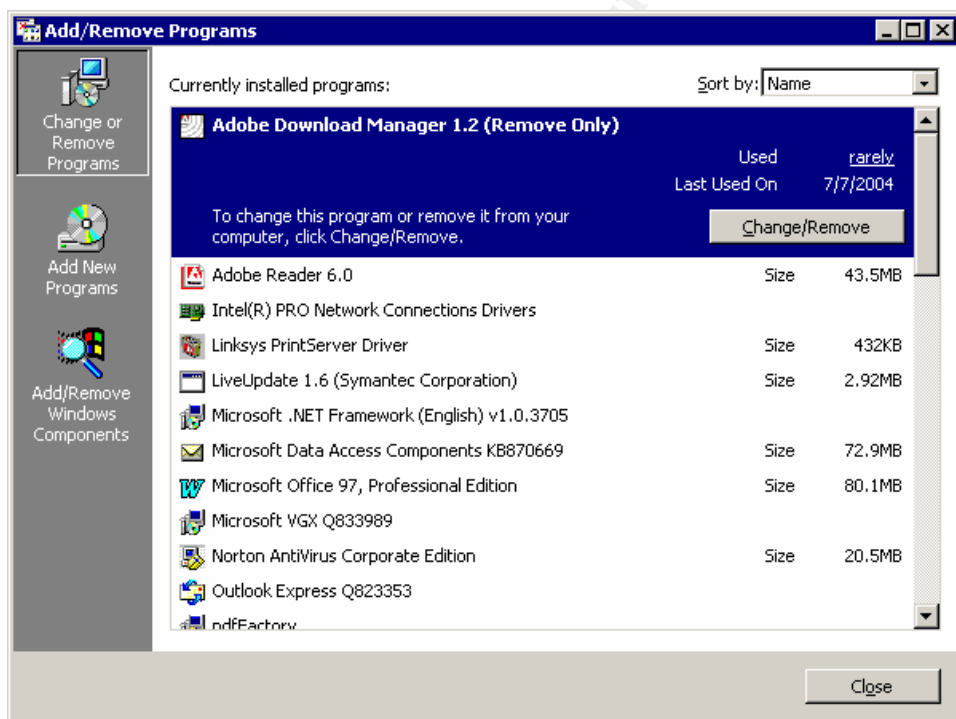 Add/Remove Programs
Change or
Remove
Programs
Add New
Programs
Add/Remove
Windows
Components
Currently installed programs:
Sort by: Name
Adobe Download Manager 1.2 (Remove Only)
Used rarely
Last Used On 7/7/2004
To change this program or remove it from your
computer, click Change/Remove.
Change/Remove
Adobe Reader 6.0 Size 43.5MB
Intel(R) PRO Network Connections Drivers
Linksys PrintServer Driver Size 432KB
LiveUpdate 1.6 (Symantec Corporation) Size 2.92MB
Microsoft .NET Framework (English) v1.0.3705
Microsoft Data Access Components KB870669 Size 72.9MB
Microsoft Office 97, Professional Edition Size 80.1MB
Microsoft VGX Q833989
Norton AntiVirus Corporate Edition Size 20.5MB
Outlook Express Q823353
pdfFactory
Close